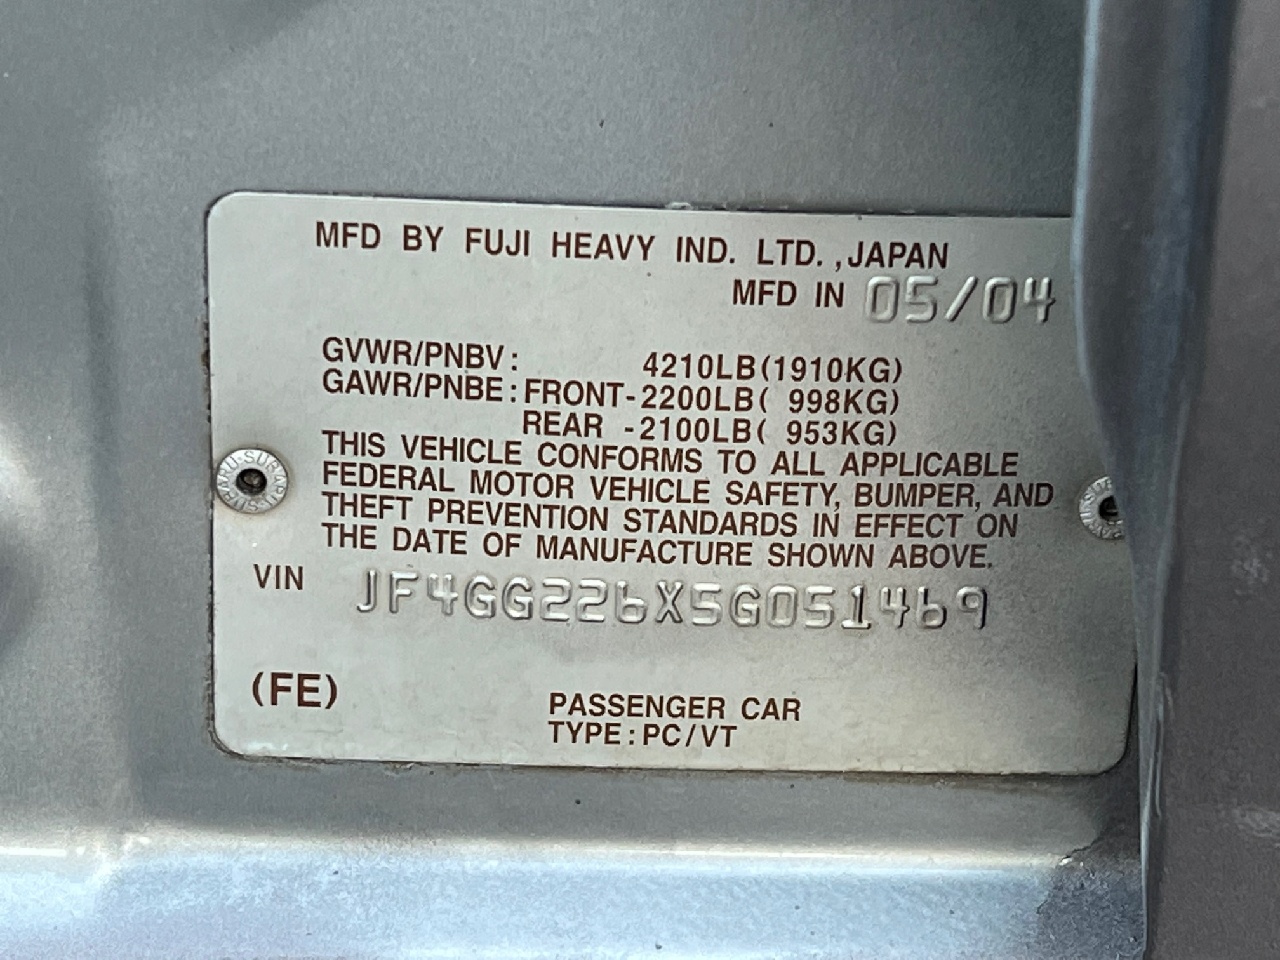 MFD BY FUJI HEAVY IND. LTD.,JAPAN
MFD IN 05/04
GVWR/PNBV: 4210LB(1910KG)
GAWR/PNBE:FRONT-2200LB( 998KG)
REAR -2100LB( 953KG)
THIS VEHICLE CONFORMS TO ALL APPLICABLE
FEDERAL MOTOR VEHICLE SAFETY, BUMPER, AND
THEFT PREVENTION STANDARDS IN EFFECT ON
THE DATE OF MANUFACTURE SHOWN ABOVE.
VIN JF4GG226X5G051469
(FE)
PASSENGER CAR
TYPE:PC/VT